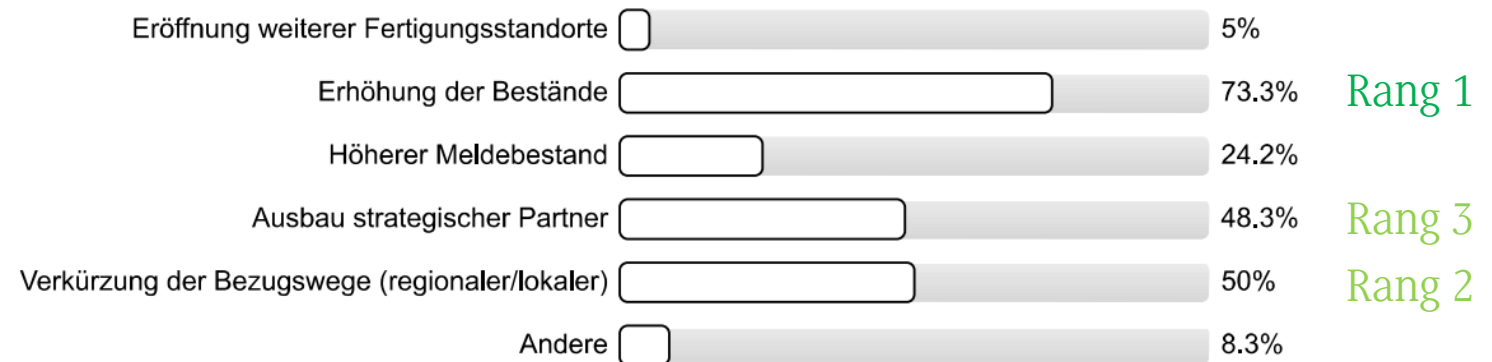 Eröffnung weiterer Fertigungsstandorte 5%
Erhöhung der Bestände 73.3% Rang 1
Höherer Meldebestand 24.2%
Ausbau strategischer Partner 48.3% Rang 3
Verkürzung der Bezugswege (regionaler/lokaler) 50% Rang 2
Andere 8.3%